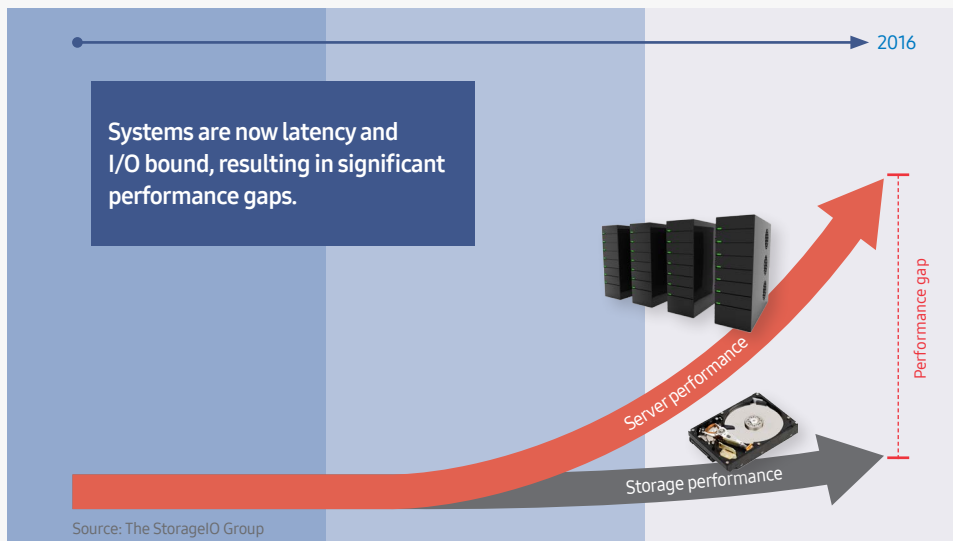 2016
Systems are now latency and
I/O bound, resulting in significant
performance gaps.
Performance gap
Server performance
Storage performance
Source: The StorageIO Group